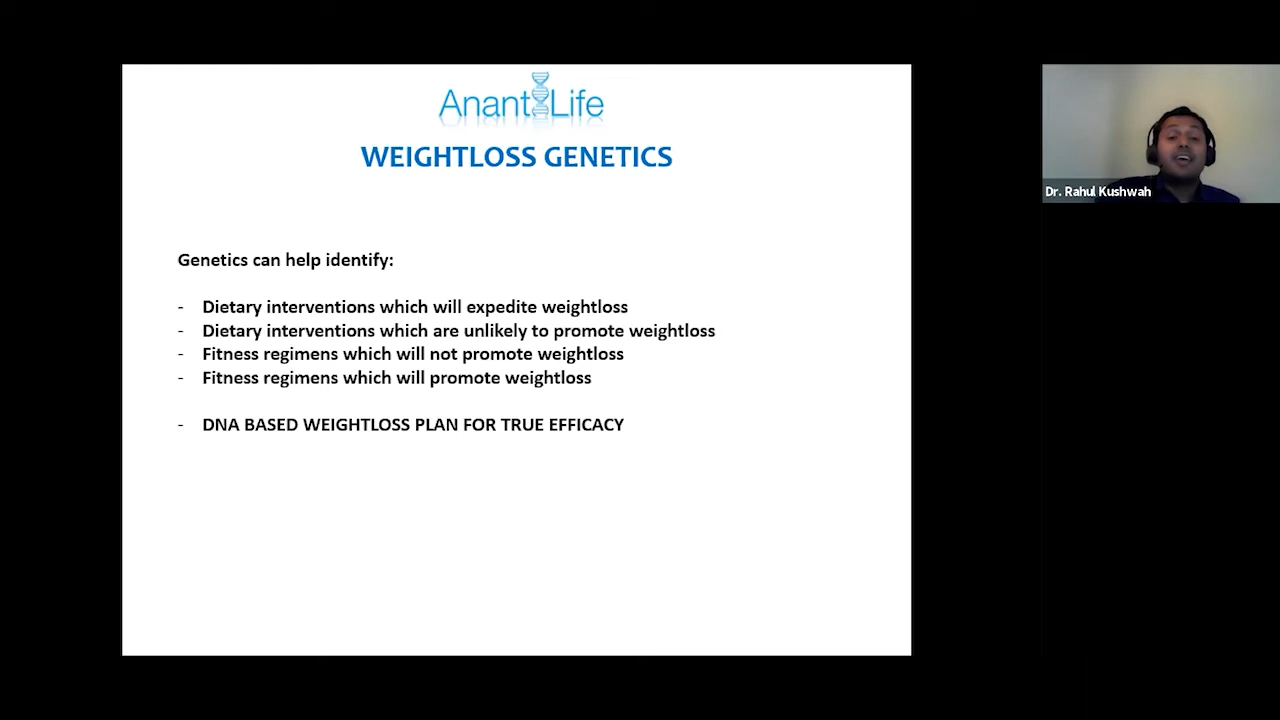 Anant Life
WEIGHTLOSS GENETICS
Genetics can help identify:
- Dietary interventions which will expedite weightloss
- Dietary interventions which are unlikely to promote weightloss
- Fitness regimens which will not promote weightloss
- Fitness regimens which will promote weightloss
- DNA BASED WEIGHTLOSS PLAN FOR TRUE EFFICACY
Dr. Rahul Kushwah